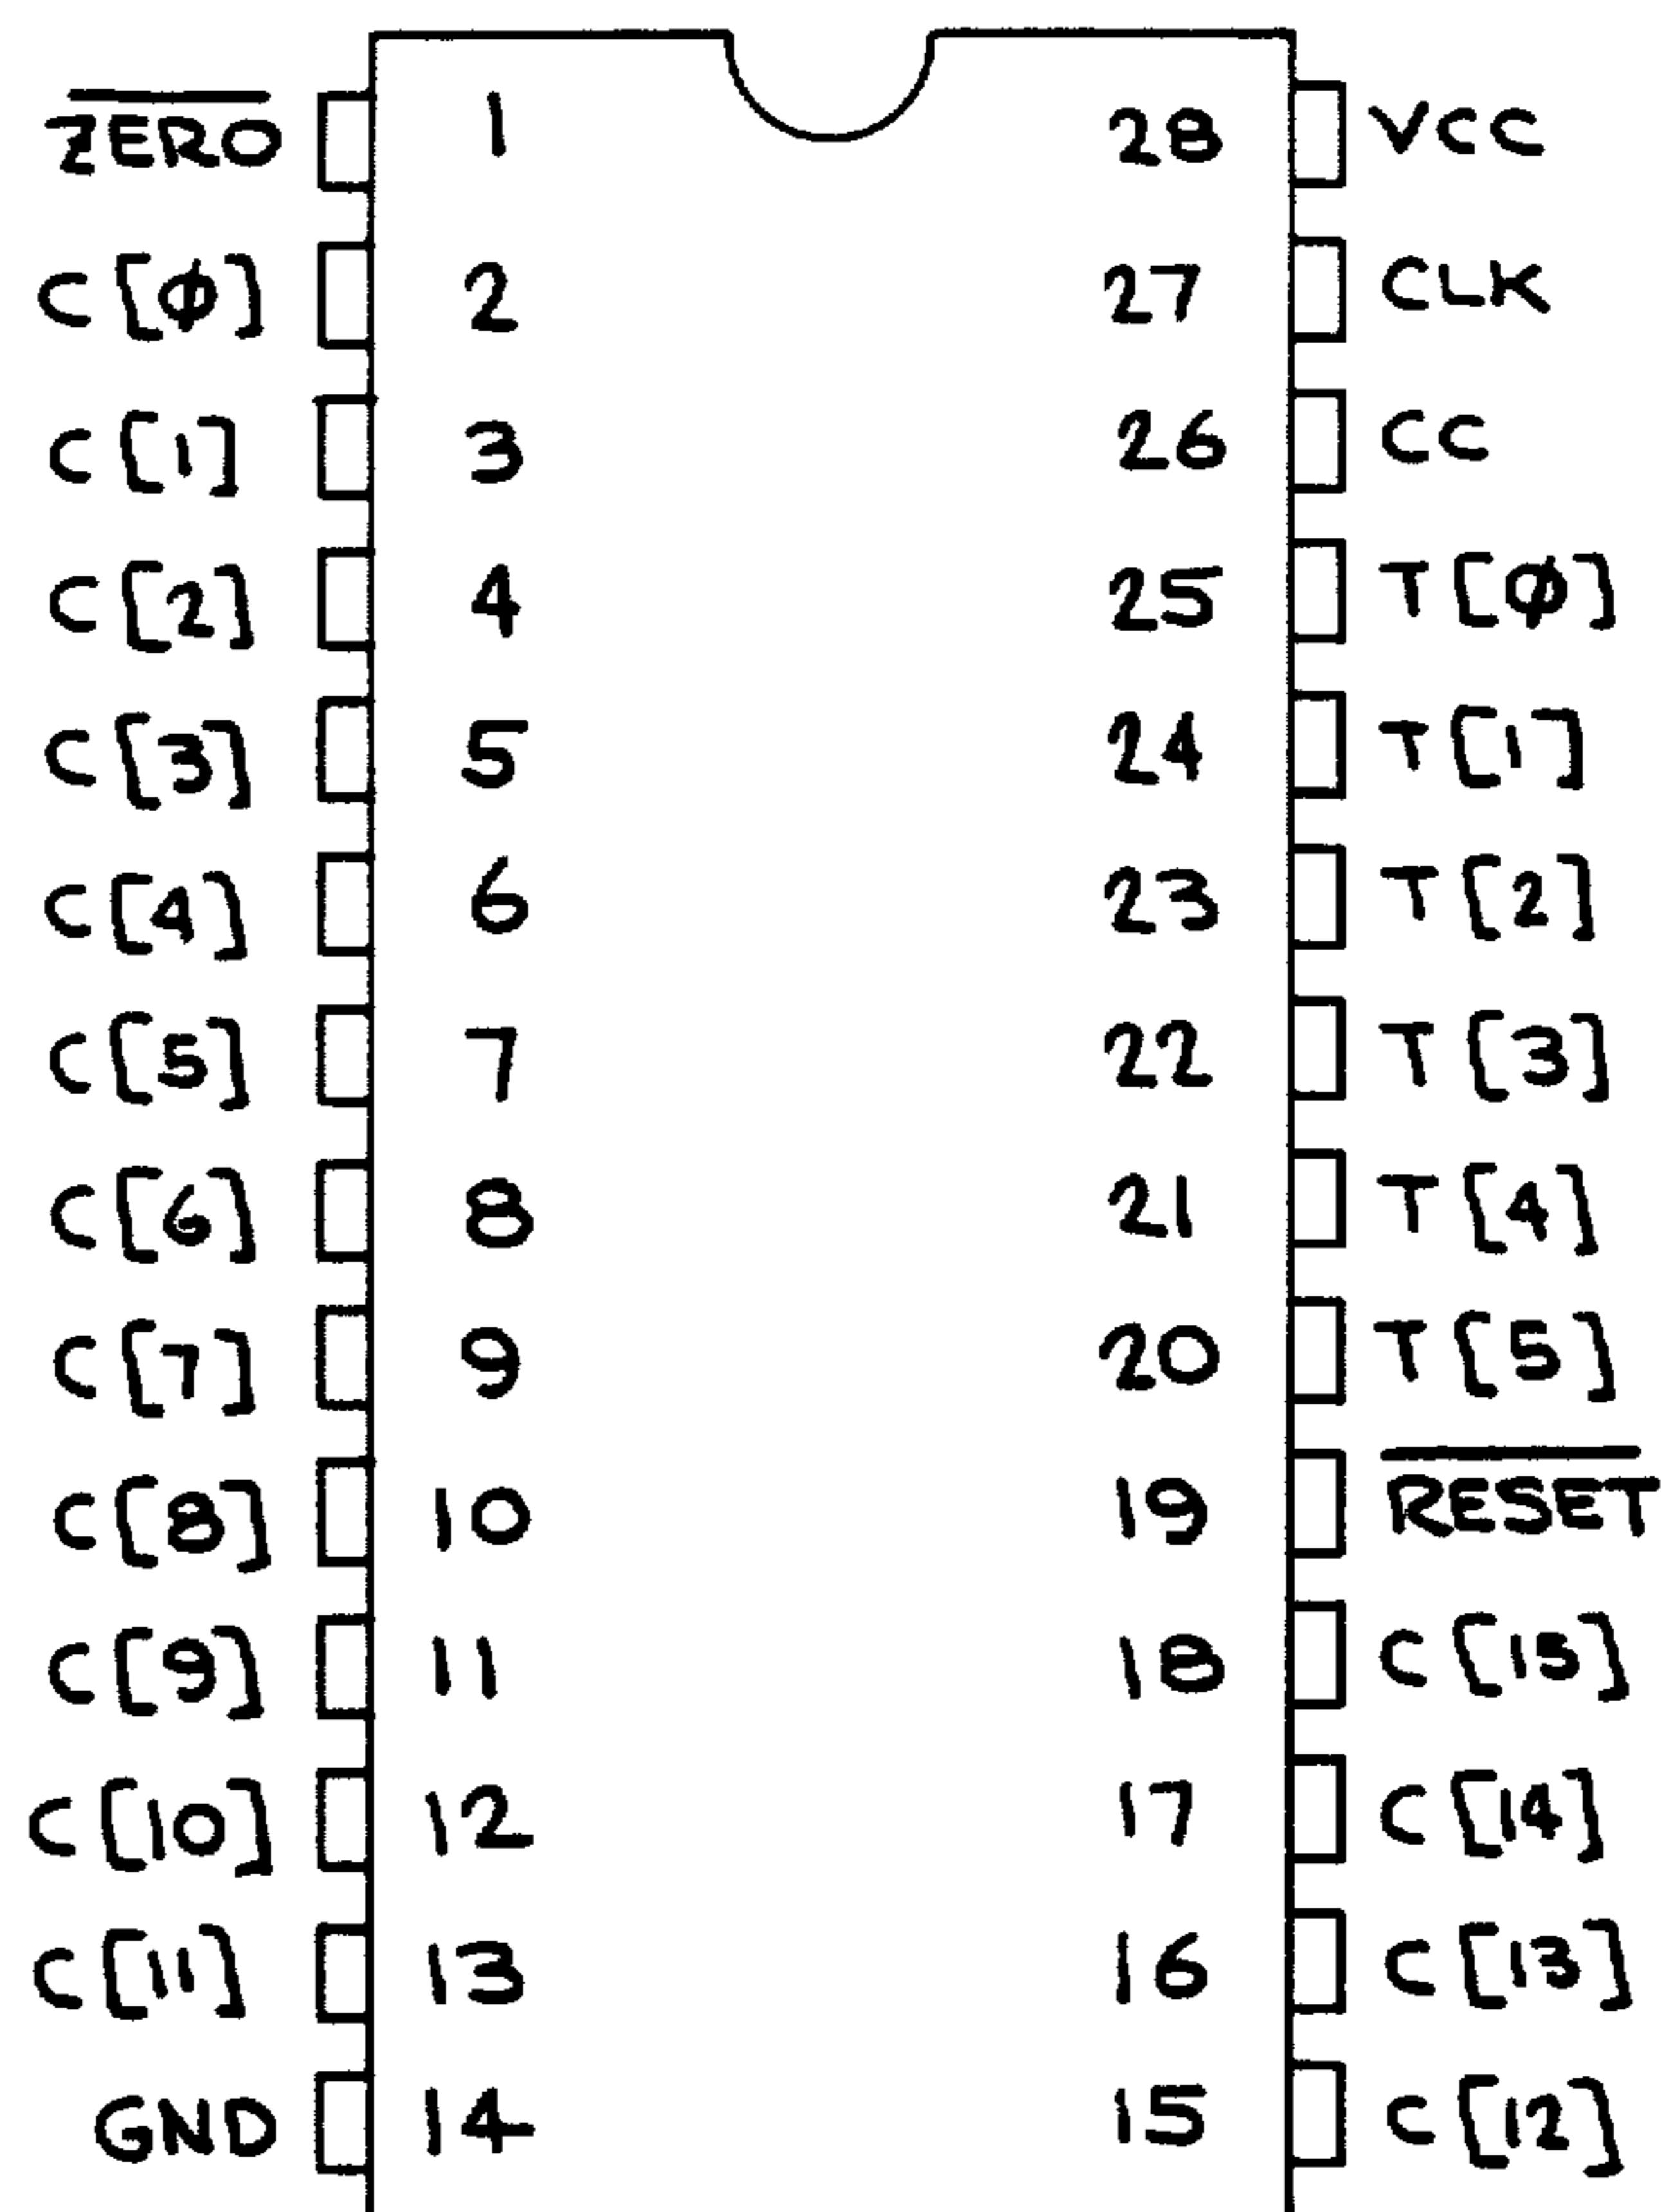 Z̅E̅R̅O̅ 1 28 VCC
C[φ] 2 27 CLK
C[1] 3 26 CC
C[2] 4 25 T[φ]
C[3] 5 24 T[1]
C[4] 6 23 T[2]
C[5] 7 22 T[3]
C[6] 8 21 T[4]
C[7] 9 20 T[5]
C[8] 10 19 R̅E̅S̅E̅T̅
C[9] 11 18 C[15]
C[10] 12 17 C[14]
C[11] 13 16 C[13]
GND 14 15 C[12]